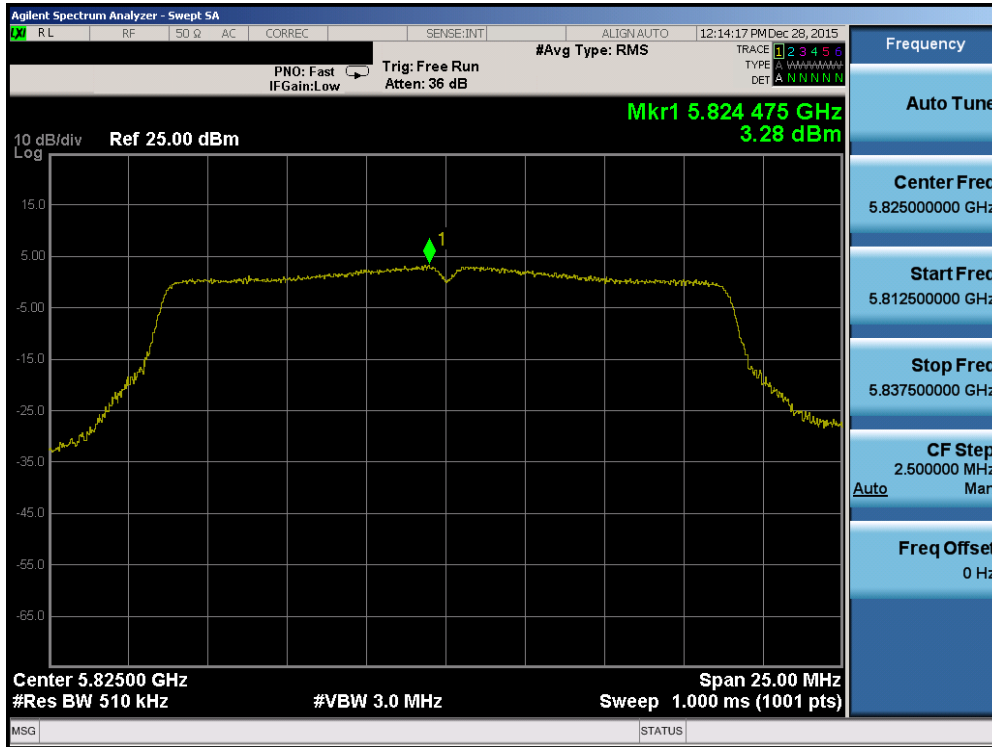 Agilent Spectrum Analyzer - Swept SA
LXI RL RF 50 Ω AC CORREC SENSE:INT ALIGN AUTO 12:14:17 PM Dec 28, 2015
#Avg Type: RMS TRACE 1 2 3 4 5 6
PNO: Fast Trig: Free Run TYPE A WWWWW
IFGain:Low Atten: 36 dB DET A N N N N N
Mkr1 5.824 475 GHz
10 dB/div Ref 25.00 dBm 3.28 dBm
Log
15.0
1
5.00
-5.00
-15.0
-25.0
-35.0
-45.0
-55.0
-65.0
Center 5.82500 GHz Span 25.00 MHz
#Res BW 510 kHz #VBW 3.0 MHz Sweep 1.000 ms (1001 pts)
MSG STATUS
Frequency
Auto Tune
Center Freq
5.825000000 GHz
Start Freq
5.812500000 GHz
Stop Freq
5.837500000 GHz
CF Step
2.500000 MHz
Auto Man
Freq Offset
0 Hz